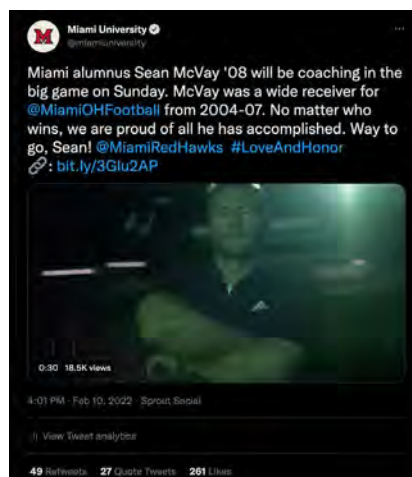 Miami University
@miamiuniversity
Miami alumnus Sean McVay '08 will be coaching in the
big game on Sunday. McVay was a wide receiver for
@MiamiOHFootball from 2004-07. No matter who
wins, we are proud of all he has accomplished. Way to
go, Sean! @MiamiRedHawks #LoveAndHonor
🔗: bit.ly/3Glu2AP
0:30 18.5K views
4:01 PM · Feb 10, 2022 · Sprout Social
View Tweet analytics
49 Retweets 27 Quote Tweets 261 Likes